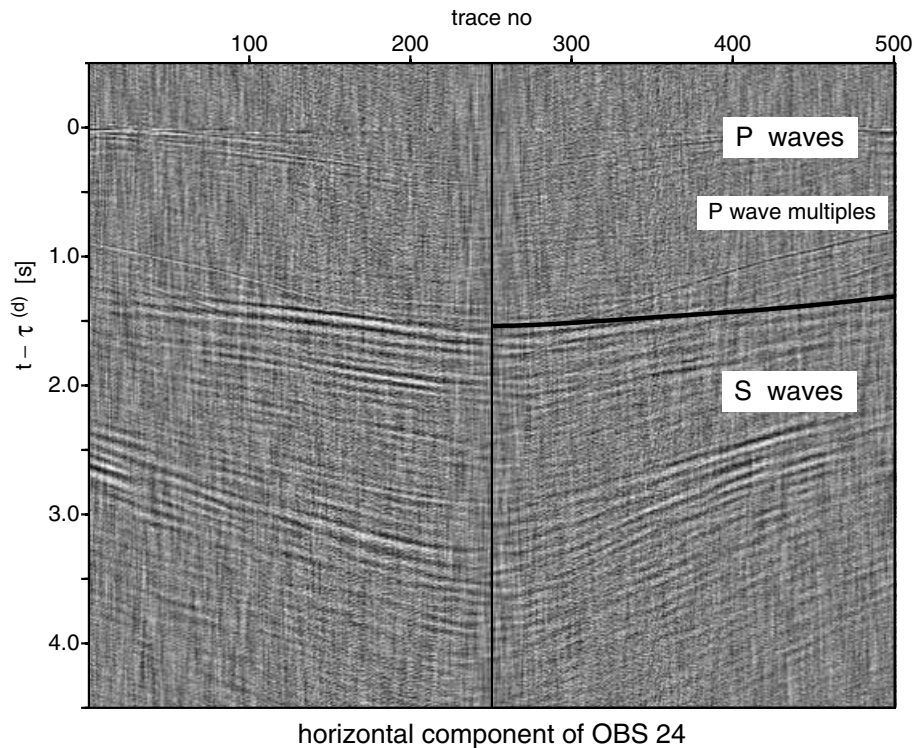 trace no
100 200 300 400 500
0
1.0
2.0
3.0
4.0
t − τ (d) [s]
P waves
P wave multiples
S waves
horizontal component of OBS 24